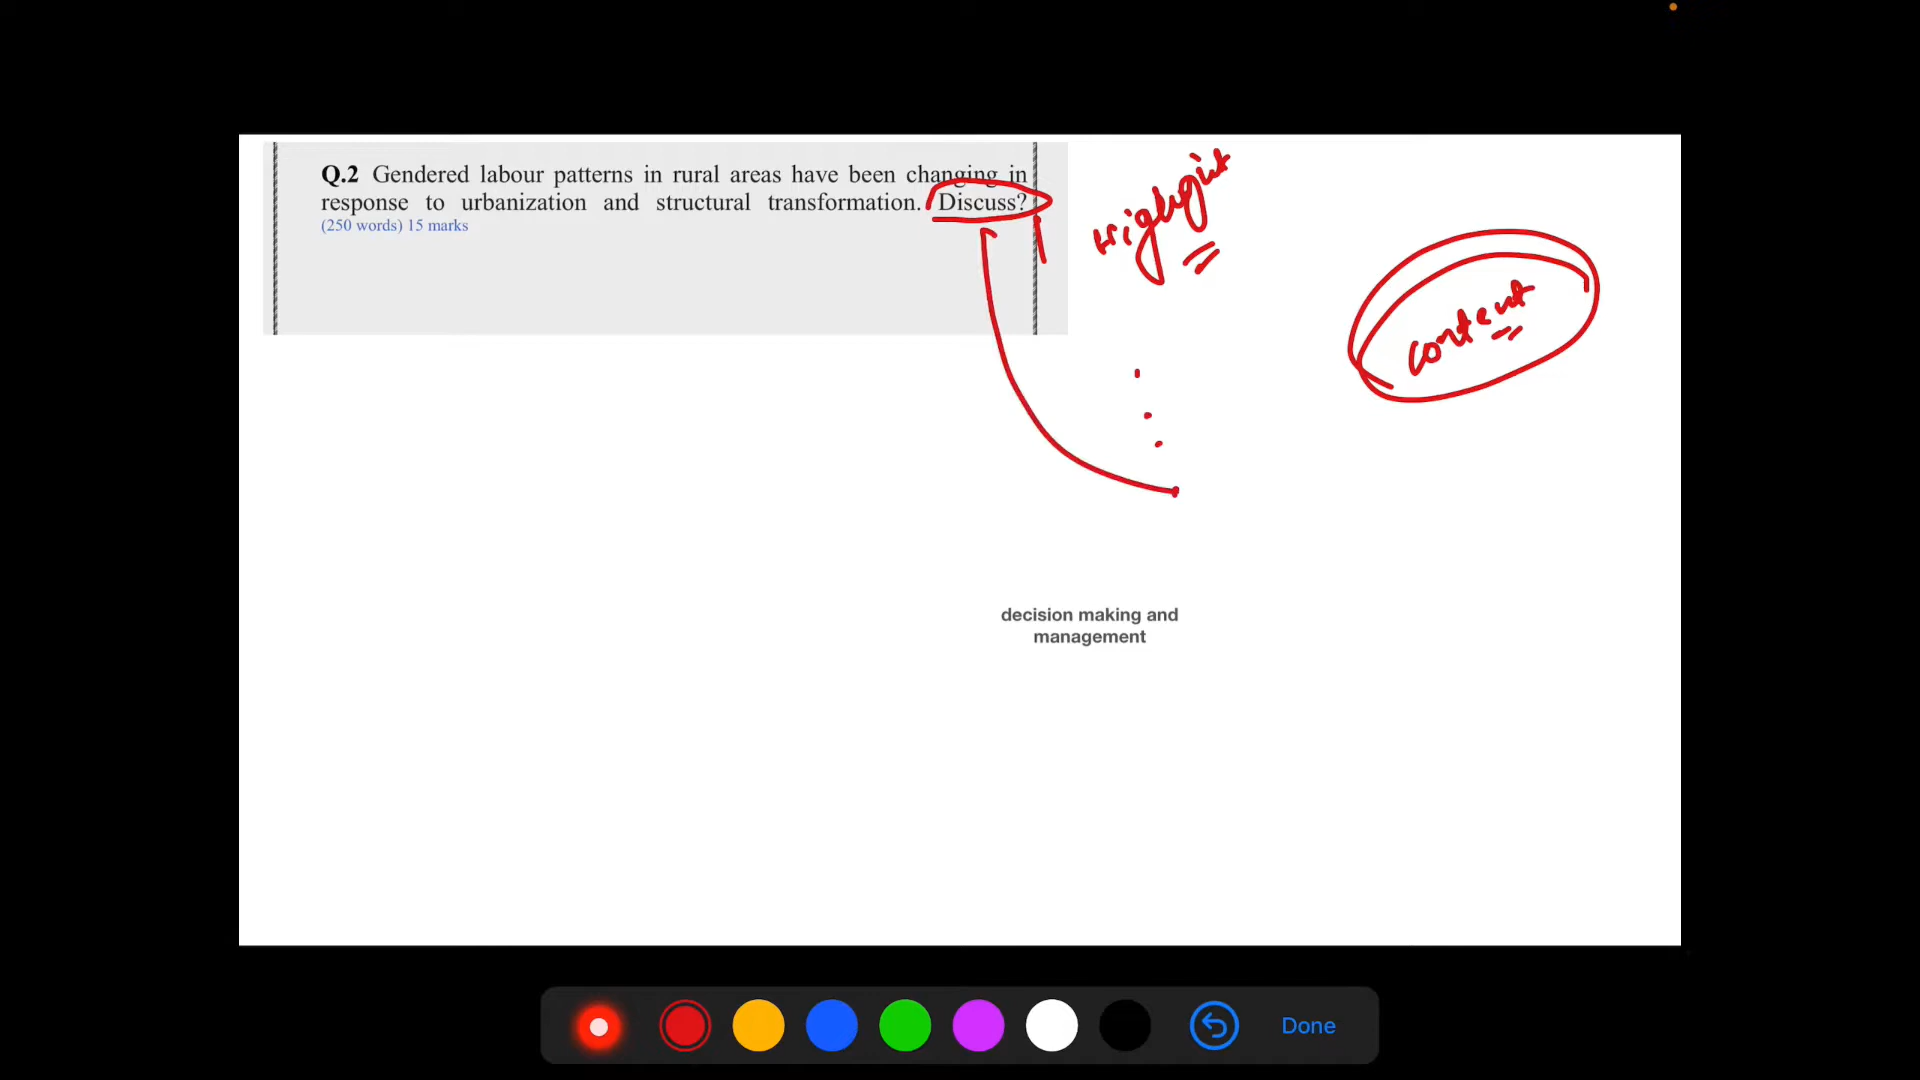 Q.2 Gendered labour patterns in rural areas have been changing in
response to urbanization and structural transformation. Discuss?
(250 words) 15 marks
content
decision making and
management
Done